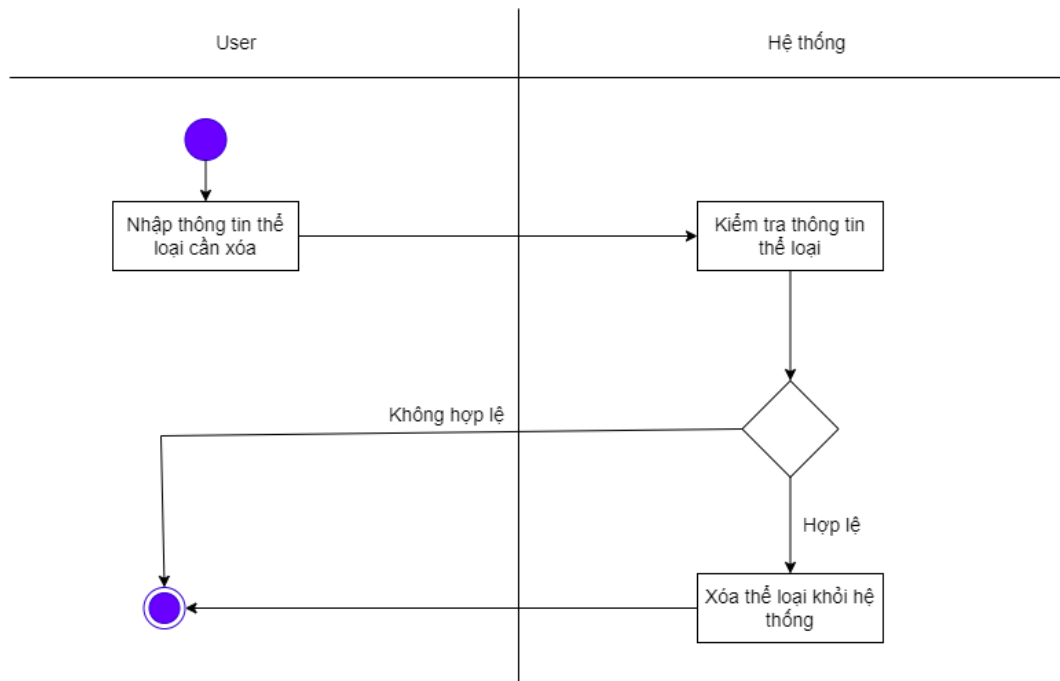 User
Hệ thống
Nhập thông tin thể
loại cần xóa
Kiểm tra thông tin
thể loại
Không hợp lệ
Hợp lệ
Xóa thể loại khỏi hệ
thống